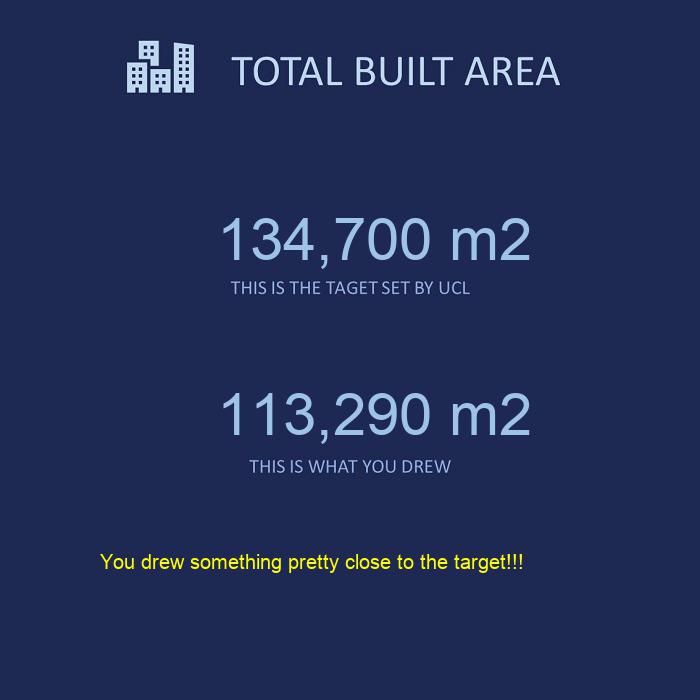 TOTAL BUILT AREA
134,700 m2
THIS IS THE TAGET SET BY UCL
113,290 m2
THIS IS WHAT YOU DREW
You drew something pretty close to the target!!!